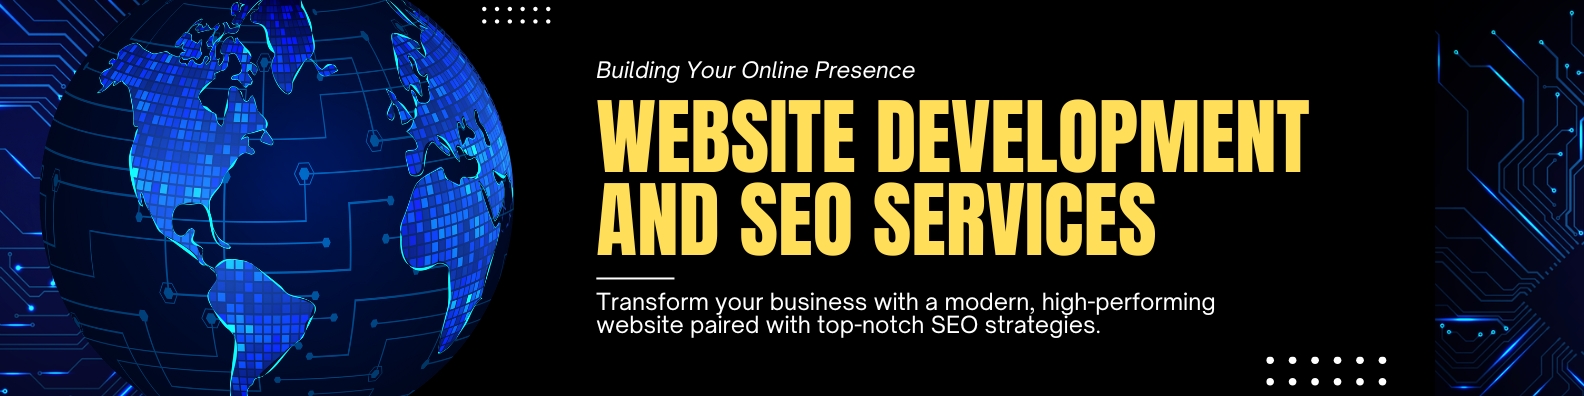 Building Your Online Presence
WEBSITE DEVELOPMENT
AND SEO SERVICES
Transform your business with a modern, high-performing
website paired with top-notch SEO strategies.